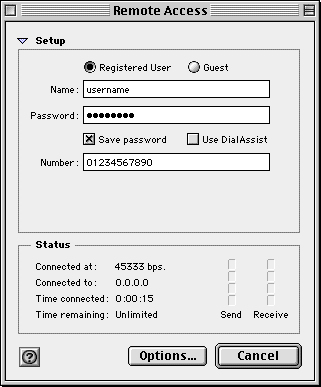 Remote Access
Setup
Registered User Guest
Name: username
Password: ●●●●●●●●
Save password Use DialAssist
Number: 01234567890
Status
Connected at: 45333 bps.
Connected to: 0.0.0.0
Time connected: 0:00:15
Time remaining: Unlimited Send Receive
? Options... Cancel